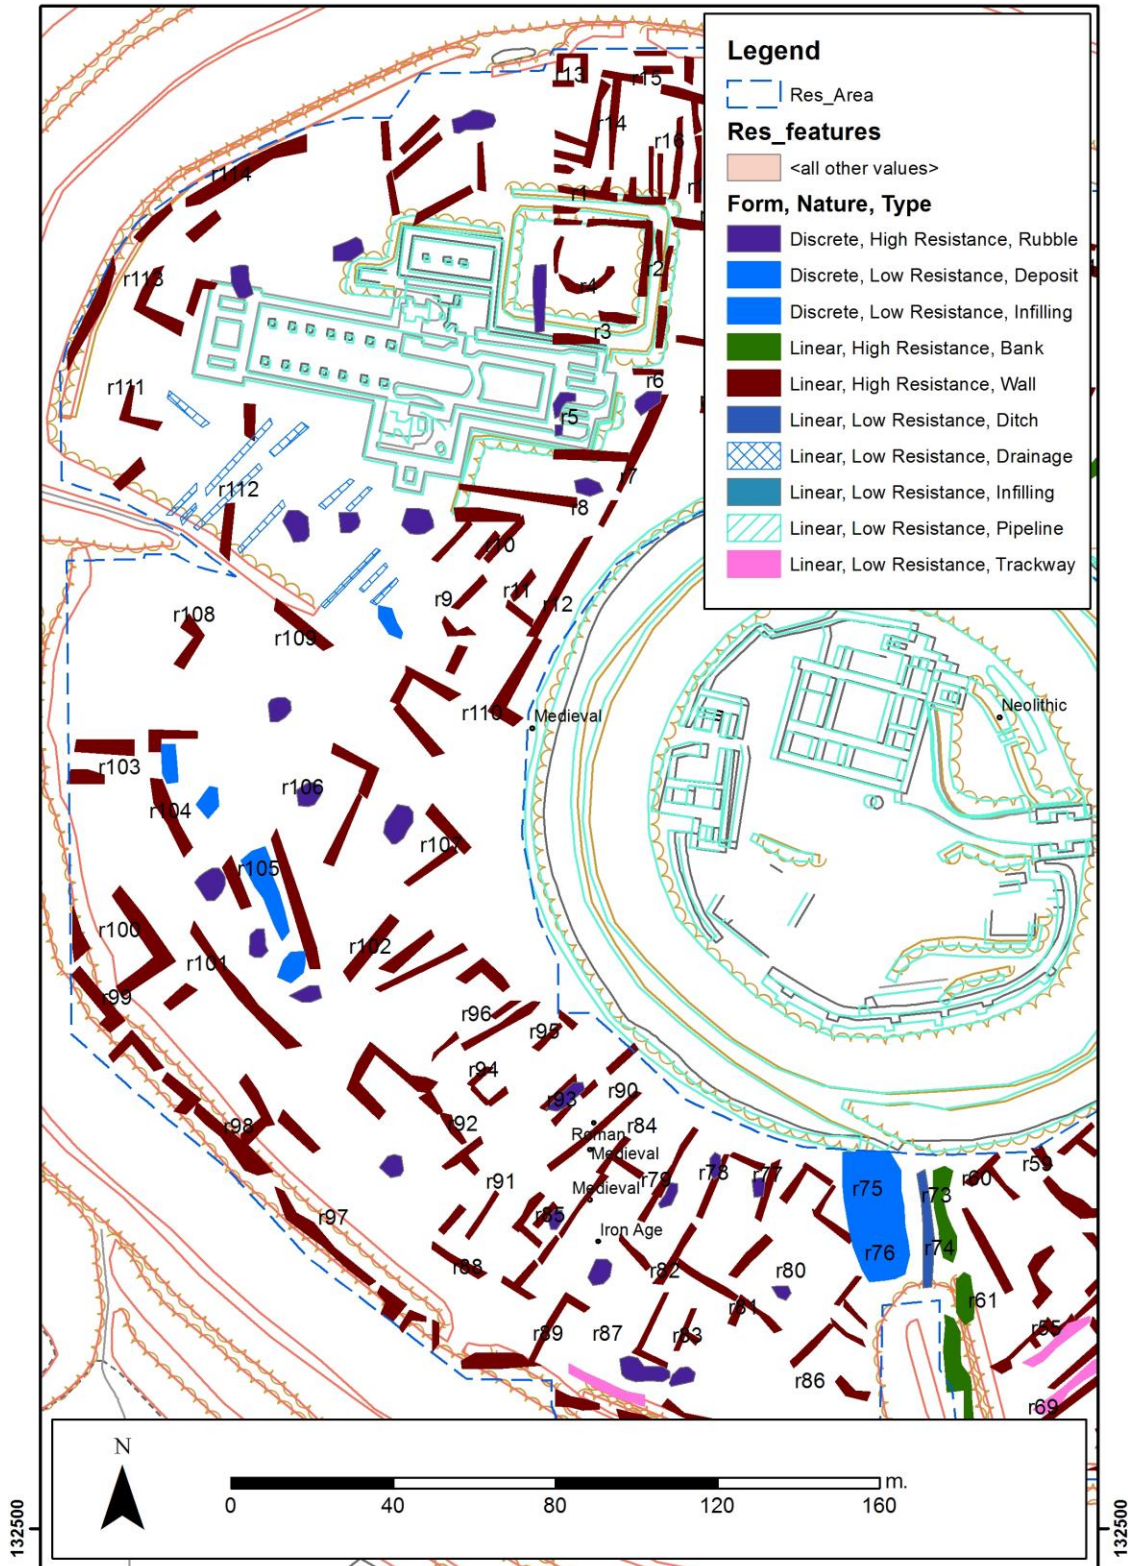 Legend
Res_Area
Res_features
<all other values>
Form, Nature, Type
Discrete, High Resistance, Rubble
Discrete, Low Resistance, Deposit
Discrete, Low Resistance, Infilling
Linear, High Resistance, Bank
Linear, High Resistance, Wall
Linear, Low Resistance, Ditch
Linear, Low Resistance, Drainage
Linear, Low Resistance, Infilling
Linear, Low Resistance, Pipeline
Linear, Low Resistance, Trackway
r13
r15
r14
r16
r114
r1
r2
r113
r4
r3
r6
r111
r5
r7
r112
r8
r10
r11
r9
r12
r108
r109
r110
Medieval
Neolithic
r103
r106
r104
r107
r105
r100
r102
r101
r99
r96
r95
r94
r90
r93
r98
r92
r84
Roman
Medieval
r59
r78
r77
r79
r60
r91
Medieval
r75
r73
r97
r85
Iron Age
r74
r76
r88
r82
r80
r61
r81
r89
r87
r83
r55
r86
r69
N
0
40
80
120
160
m.
132500
132500